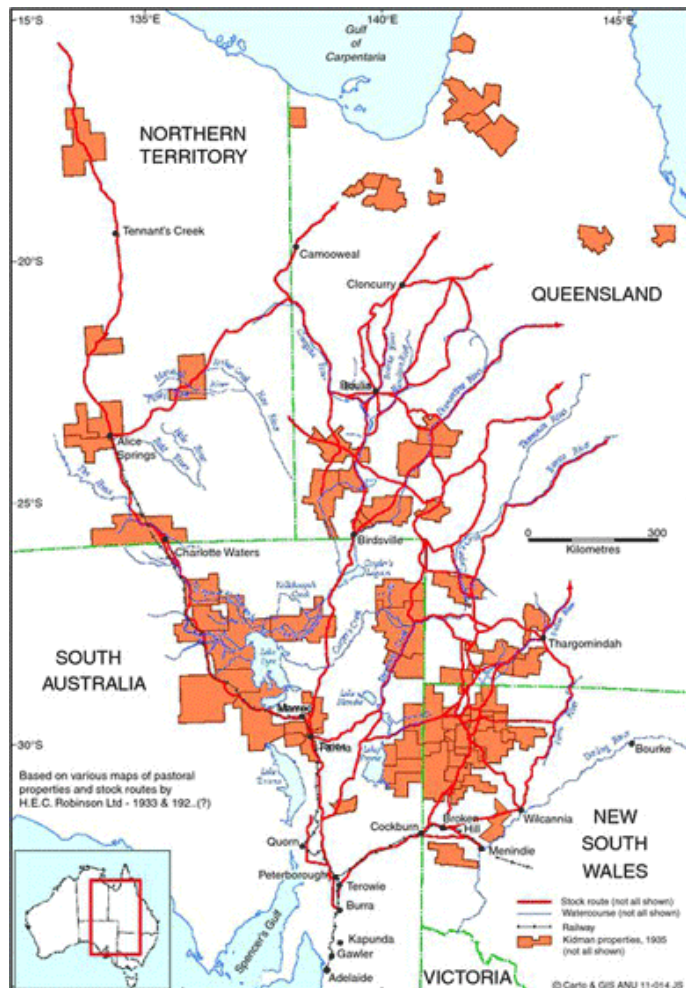 135°E
140°E
145°E
15°S
Gulf
of
Carpentaria
NORTHERN
TERRITORY
Tennant's Creek
20°S
Camooweal
Cloncurry
QUEENSLAND
Boulia
Alice
Springs
25°S
Charlotte Waters
Birdsville
300
Kilometres
Thargomindah
SOUTH
AUSTRALIA
Marree
30°S
Bourke
Darling River
Based on various maps of pastoral
properties and stock routes by
H.E.C. Robinson Ltd - 1933 and 192..(?)
Cockburn
Broken
Hill
Wilcannia
NEW
SOUTH
WALES
Menindie
Quorn
Peterborough
Terowie
Burra
Spencer's Gulf
Kapunda
Gawler
Adelaide
VICTORIA
Stock route (not all shown)
Watercourse (not all shown)
Railway
Kidman properties, 1935
(not all shown)
© Carto & GIS ANU 11-014 JS